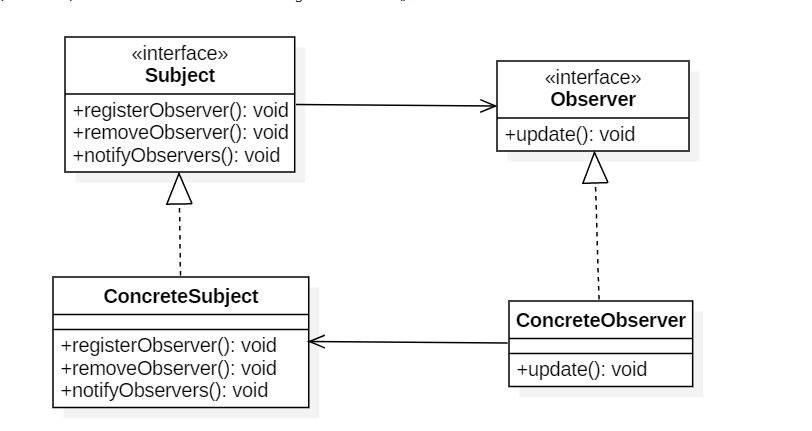 «interface»
Subject
+registerObserver(): void
+removeObserver(): void
+notifyObservers(): void
«interface»
Observer
+update(): void
ConcreteSubject
+registerObserver(): void
+removeObserver(): void
+notifyObservers(): void
ConcreteObserver
+update(): void